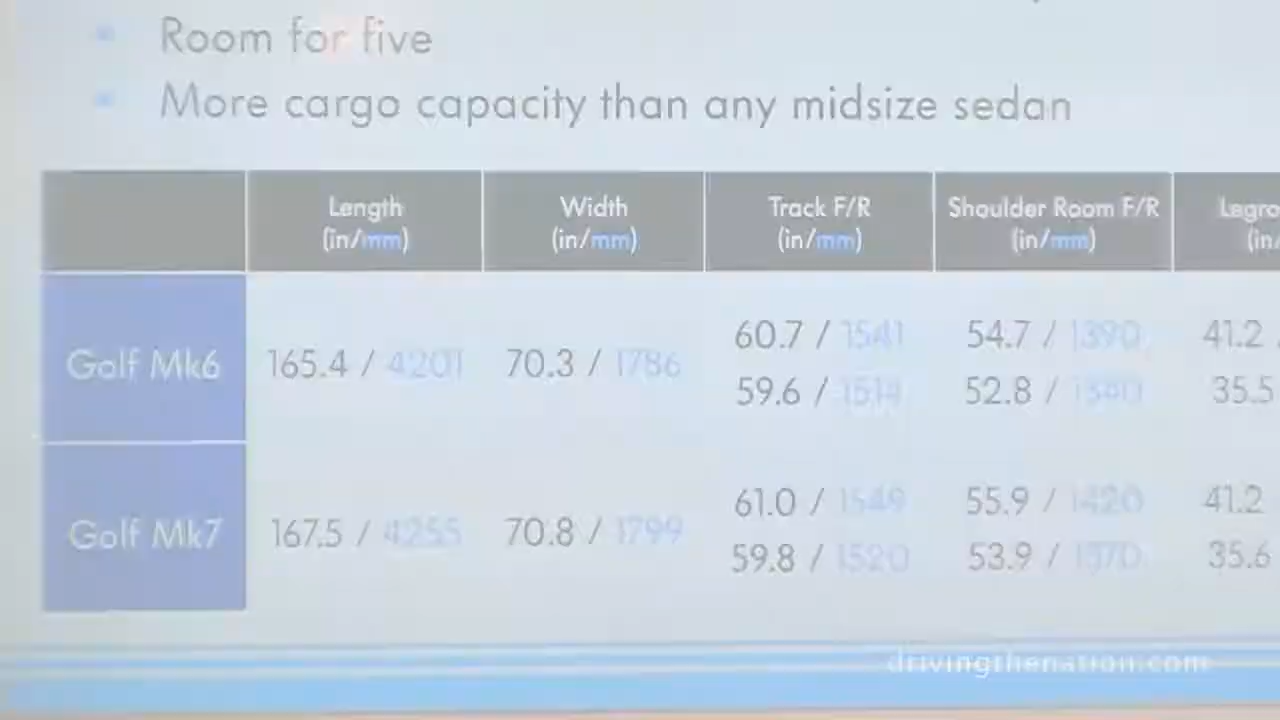 Room for five
More cargo capacity than any midsize sedan
Length Width Track F/R Shoulder Room F/R
(in/mm) (in/mm) (in/mm) (in/mm) (in/
60.7 / 1541 54.7 / 1390 41.2 /
Golf Mk6 165.4 / 4201 70.3 / 1786
59.6 / 1514 52.8 / 1340 35.5
61.0 / 1549 55.9 / 1420 41.2
Golf Mk7 167.5 / 4255 70.8 / 1799
59.8 / 1520 53.9 / 1370 35.6
drivingthenation.com